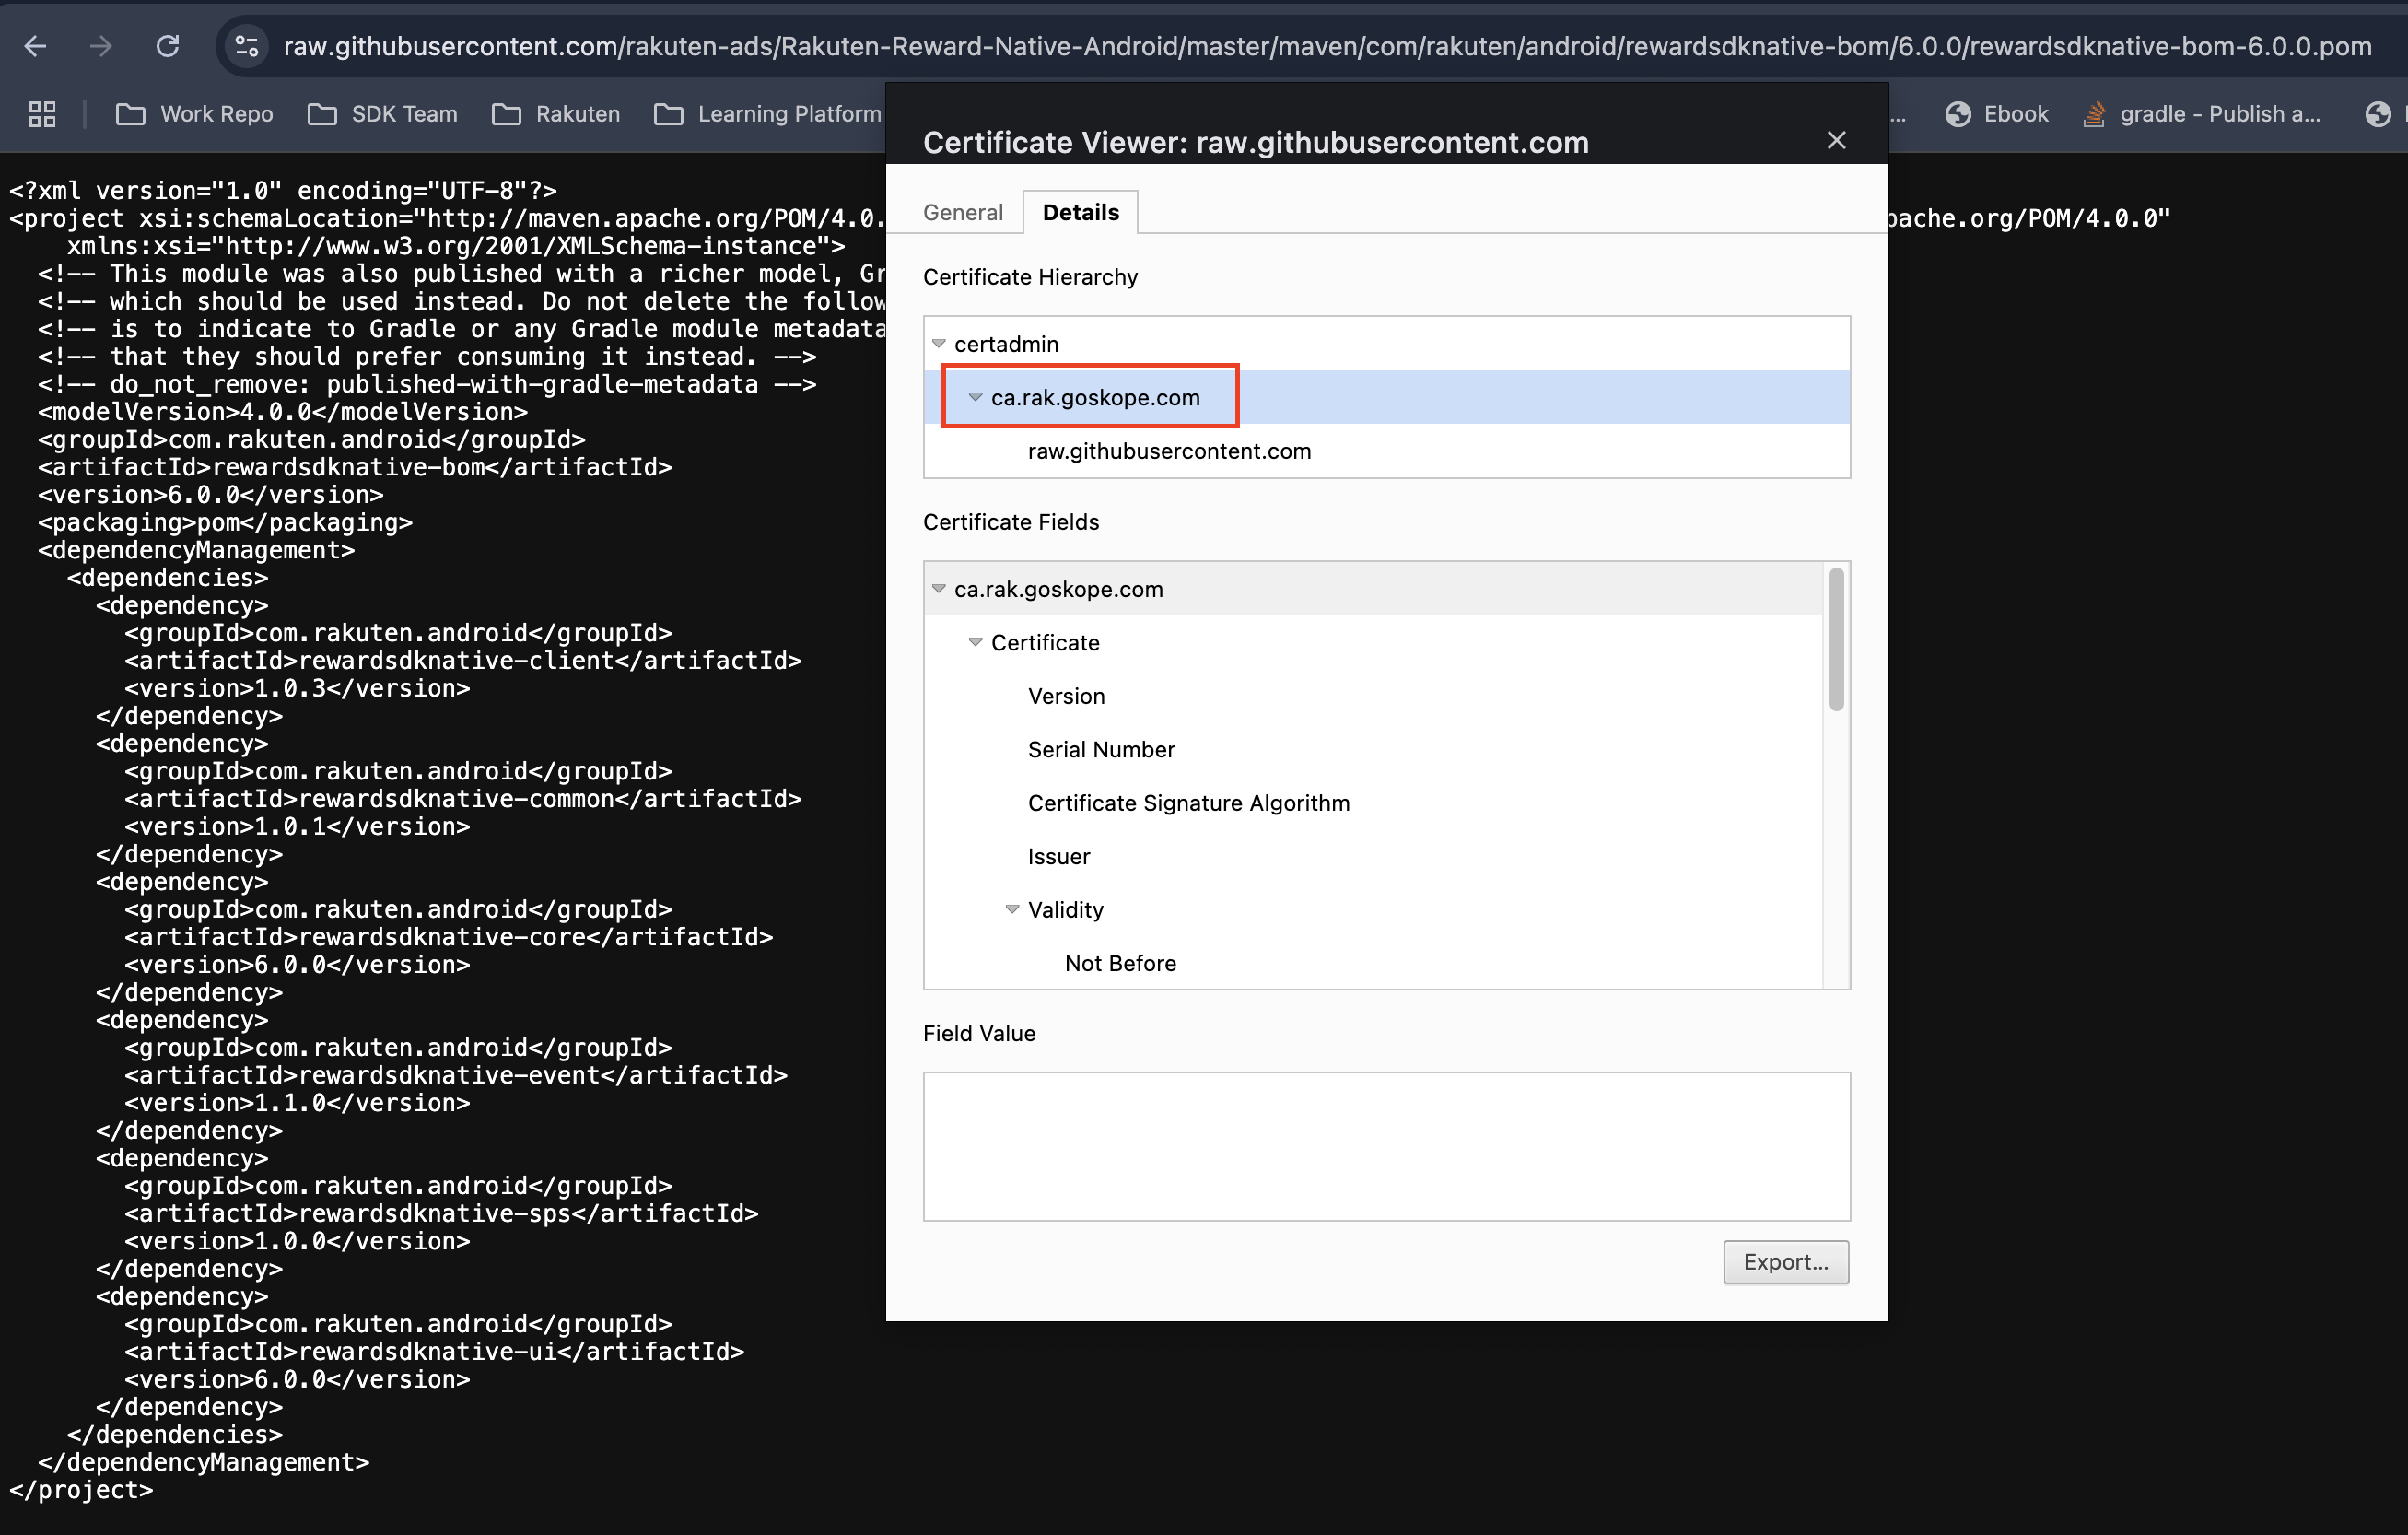 raw.githubusercontent.com/rakuten-ads/Rakuten-Reward-Native-Android/master/maven/com/rakuten/android/rewardsdknative-bom/6.0.0/rewardsdknative-bom-6.0.0.pom
Work Repo
SDK Team
Rakuten
Learning Platform
...
Ebook
gradle - Publish a...
<?xml version="1.0" encoding="UTF-8"?>
<project xsi:schemaLocation="http://maven.apache.org/POM/4.0. pache.org/POM/4.0.0"
xmlns:xsi="http://www.w3.org/2001/XMLSchema-instance">
<!-- This module was also published with a richer model, Gr
<!-- which should be used instead. Do not delete the follow
<!-- is to indicate to Gradle or any Gradle module metadata
<!-- that they should prefer consuming it instead. -->
<!-- do_not_remove: published-with-gradle-metadata -->
<modelVersion>4.0.0</modelVersion>
<groupId>com.rakuten.android</groupId>
<artifactId>rewardsdknative-bom</artifactId>
<version>6.0.0</version>
<packaging>pom</packaging>
<dependencyManagement>
<dependencies>
<dependency>
<groupId>com.rakuten.android</groupId>
<artifactId>rewardsdknative-client</artifactId>
<version>1.0.3</version>
</dependency>
<dependency>
<groupId>com.rakuten.android</groupId>
<artifactId>rewardsdknative-common</artifactId>
<version>1.0.1</version>
</dependency>
<dependency>
<groupId>com.rakuten.android</groupId>
<artifactId>rewardsdknative-core</artifactId>
<version>6.0.0</version>
</dependency>
<dependency>
<groupId>com.rakuten.android</groupId>
<artifactId>rewardsdknative-event</artifactId>
<version>1.1.0</version>
</dependency>
<dependency>
<groupId>com.rakuten.android</groupId>
<artifactId>rewardsdknative-sps</artifactId>
<version>1.0.0</version>
</dependency>
<dependency>
<groupId>com.rakuten.android</groupId>
<artifactId>rewardsdknative-ui</artifactId>
<version>6.0.0</version>
</dependency>
</dependencies>
</dependencyManagement>
</project>
Certificate Viewer: raw.githubusercontent.com
General
Details
Certificate Hierarchy
certadmin
ca.rak.goskope.com
raw.githubusercontent.com
Certificate Fields
ca.rak.goskope.com
Certificate
Version
Serial Number
Certificate Signature Algorithm
Issuer
Validity
Not Before
Field Value
Export...